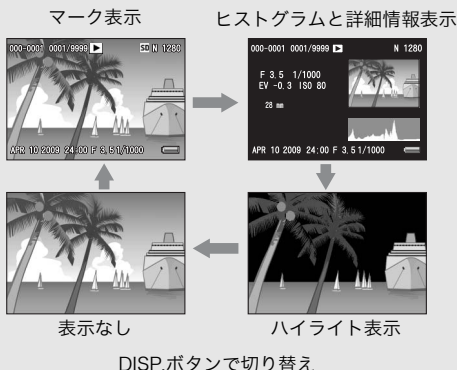 マーク表示
ヒストグラムと詳細情報表示
000-0001 0001/9999 SD N 1280
APR 10 2009 24:00 F 3.5 1/1000
000-0001 0001/9999 N 1280
F 3.5 1/1000
EV -0.3 ISO 80
28 mm
APR 10 2009 24:00 F 3.5 1/1000
表示なし
ハイライト表示
DISP.ボタンで切り替え